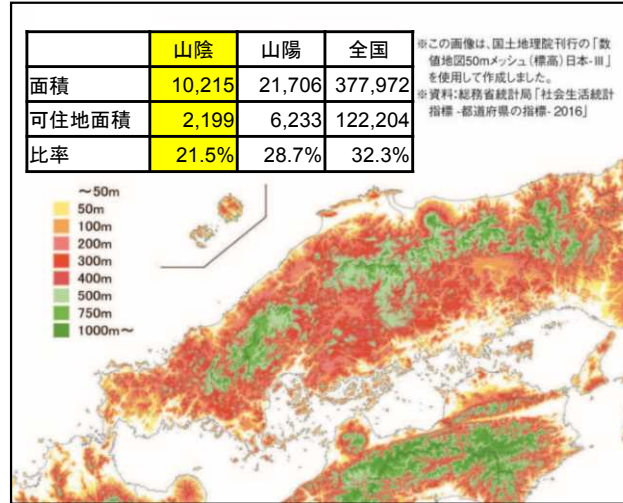 山陰 山陽 全国
面積 10,215 21,706 377,972
可住地面積 2,199 6,233 122,204
比率 21.5% 28.7% 32.3%
※この画像は、国土地理院刊行の「数
値地図50mメッシュ(標高)日本-Ⅲ」
を使用して作成しました。
※資料:総務省統計局「社会生活統計
指標-都道府県の指標-2016」
~50m
50m
100m
200m
300m
400m
500m
750m
1000m~